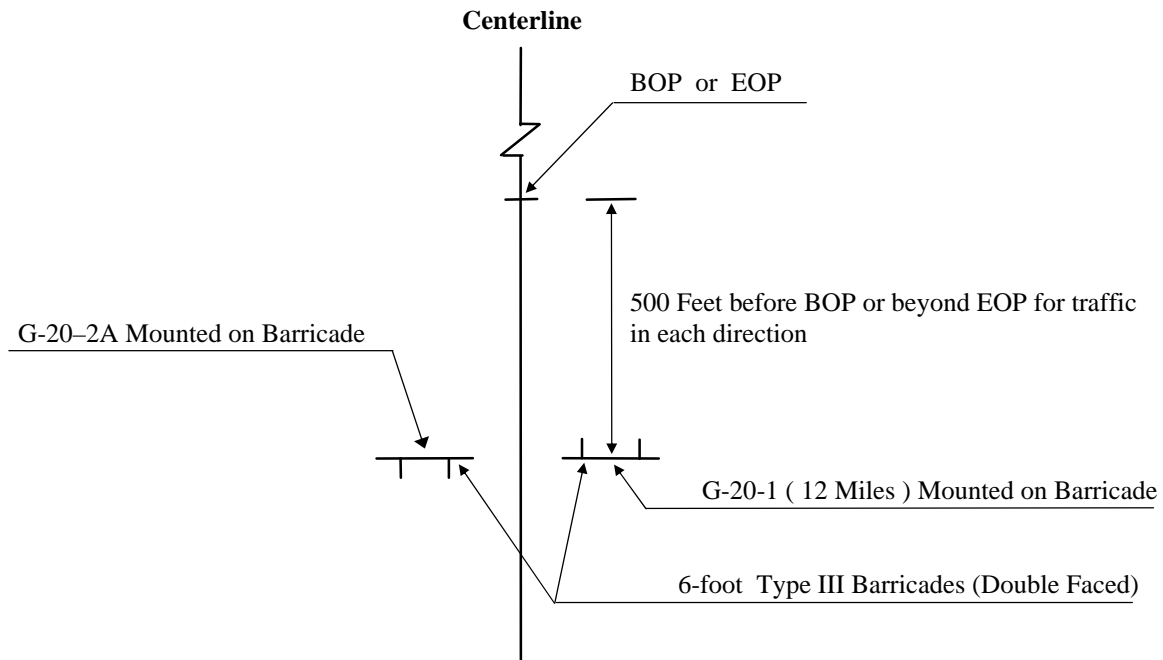 Centerline
BOP or EOP
500 Feet before BOP or beyond EOP for traffic
in each direction
G-20–2A Mounted on Barricade
G-20-1 ( 12 Miles ) Mounted on Barricade
6-foot Type III Barricades (Double Faced)